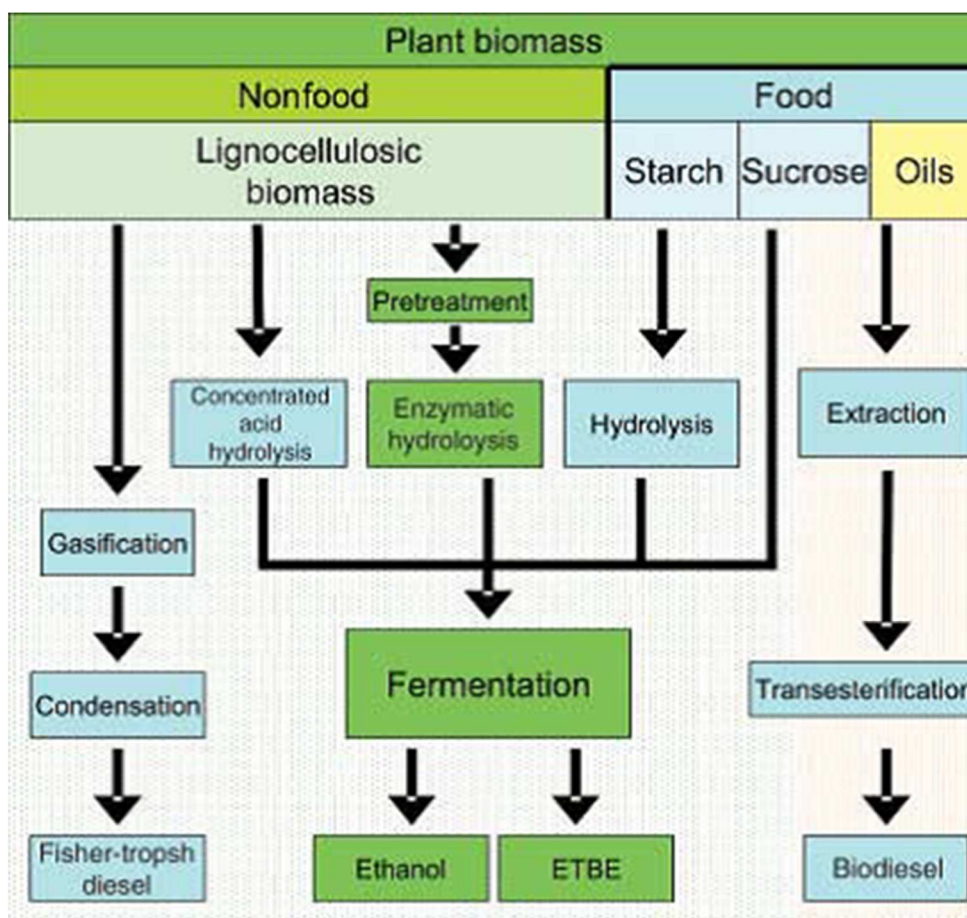 Plant biomass
Nonfood
Food
Lignocellulosic
biomass
Starch
Sucrose
Oils
Pretreatment
Concentrated
acid
hydrolysis
Enzymatic
hydroloysis
Hydrolysis
Extraction
Gasification
Fermentation
Condensation
Transesterification
Fisher-tropsh
diesel
Ethanol
ETBE
Biodiesel